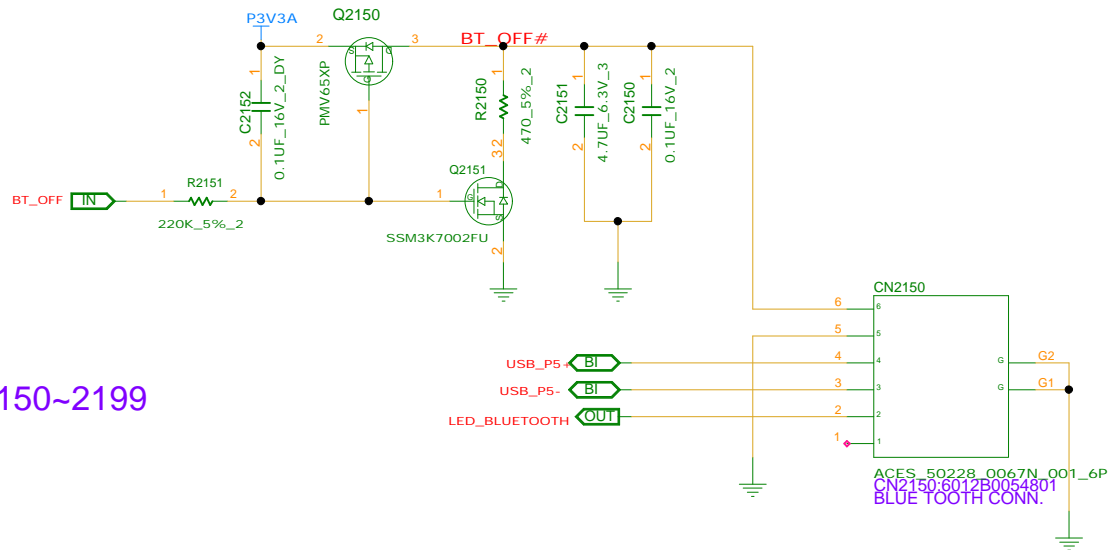 P3V3A
Q2150
2
3
BT_OFF#
S
D
G
1
PMV65XP
1
C2152
0.1UF_16V_2_DY
2
1
R2150
470_5%_2
2
1
C2151
4.7UF_6.3V_3
2
1
C2150
0.1UF_16V_2
2
BT_OFF
IN
1
R2151
2
220K_5%_2
1
Q2151
3
D
G
S
SSM3K7002FU
2
CN2150
6
6
5
5
USB_P5+
BI
4
4
G
G2
USB_P5-
BI
3
3
G
G1
LED_BLUETOOTH
OUT
2
2
1
1
150~2199
ACES_50228_0067N_001_6P
CN2150:6012B0054801
BLUE TOOTH CONN.